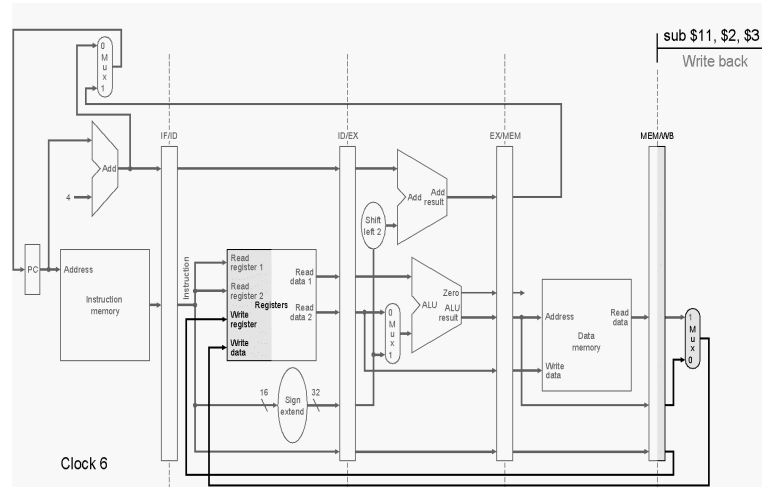 sub $11, $2, $3
Write back
0
M
u
x
1
IF/ID
ID/EX
EX/MEM
MEM/WB
Add
4
Add
Add
result
Shift
left 2
PC
Address
Instruction
memory
Instruction
Read
register 1
Read
register 2
Registers
Write
register
Write
data
Read
data 1
Read
data 2
0
M
u
x
1
Zero
ALU
ALU
result
Address
Read
data
Data
memory
Write
data
1
M
u
x
0
16
Sign
extend
32
Clock 6